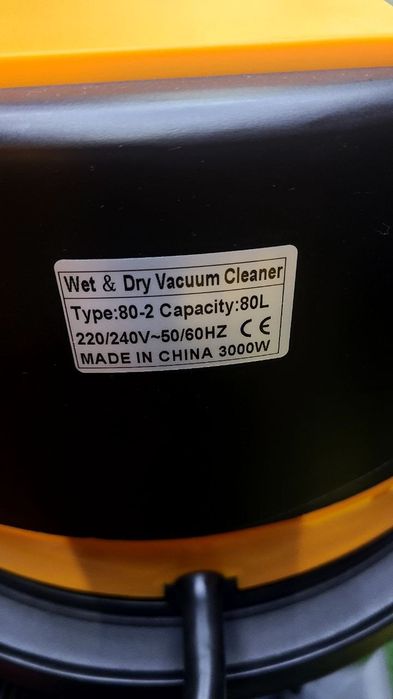 Wet & Dry Vacuum Cleaner
Type:80-2 Capacity:80L
220/240V~50/60HZ CE
MADE IN CHINA 3000W